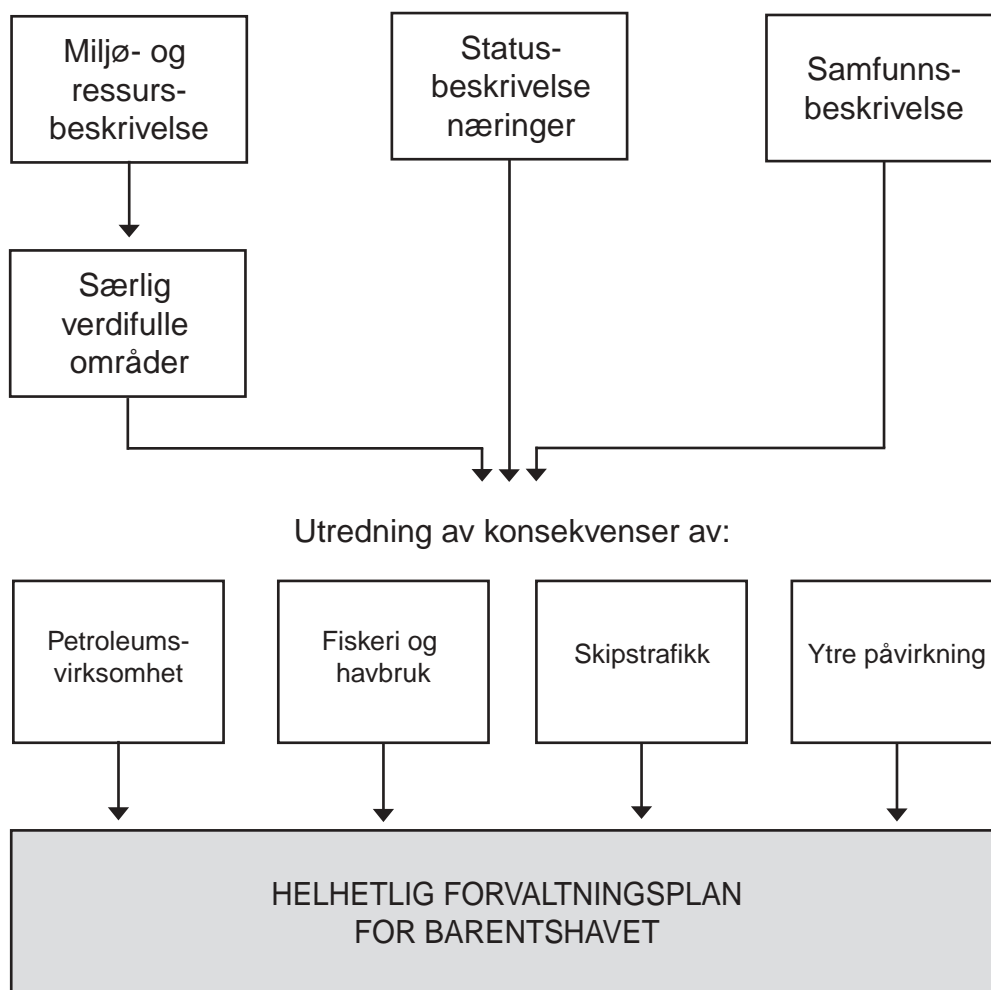 Miljø- og
ressurs-
beskrivelse
Status-
beskrivelse
næringer
Samfunns-
beskrivelse
Særlig
verdifulle
områder
Utredning av konsekvenser av:
Petroleums-
virksomhet
Fiskeri og
havbruk
Skipstrafikk
Ytre påvirkning
HELHETLIG FORVALTNINGSPLAN
FOR BARENTSHAVET